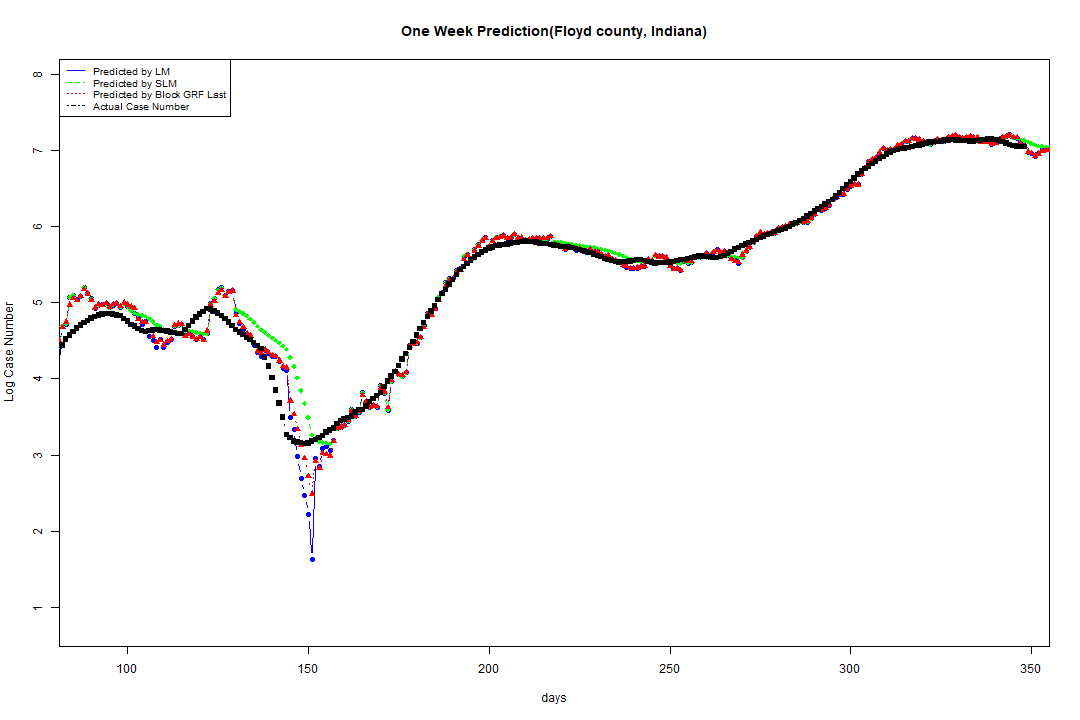 One Week Prediction(Floyd county, Indiana)
Predicted by LM
Predicted by SLM
Predicted by Block GRF Last
Actual Case Number
8
7
6
5
4
3
2
1
Log Case Number
100 150 200 250 300 350
days